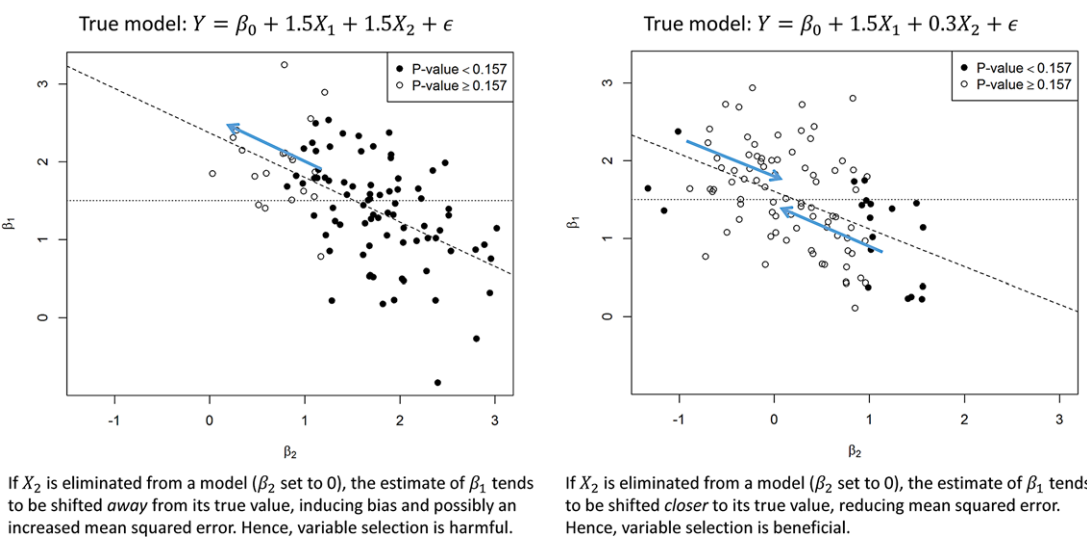 True model: Y = β₀ + 1.5X₁ + 1.5X₂ + ϵ
P-value < 0.157
P-value ≥ 0.157
3
2
1
0
β₁
-1 0 1 2 3
β₂
If X₂ is eliminated from a model (β₂ set to 0), the estimate of β₁ tends
to be shifted away from its true value, inducing bias and possibly an
increased mean squared error. Hence, variable selection is harmful.
True model: Y = β₀ + 1.5X₁ + 0.3X₂ + ϵ
P-value < 0.157
P-value ≥ 0.157
3
2
1
0
β₁
-1 0 1 2 3
β₂
If X₂ is eliminated from a model (β₂ set to 0), the estimate of β₁ tends
to be shifted closer to its true value, reducing mean squared error.
Hence, variable selection is beneficial.